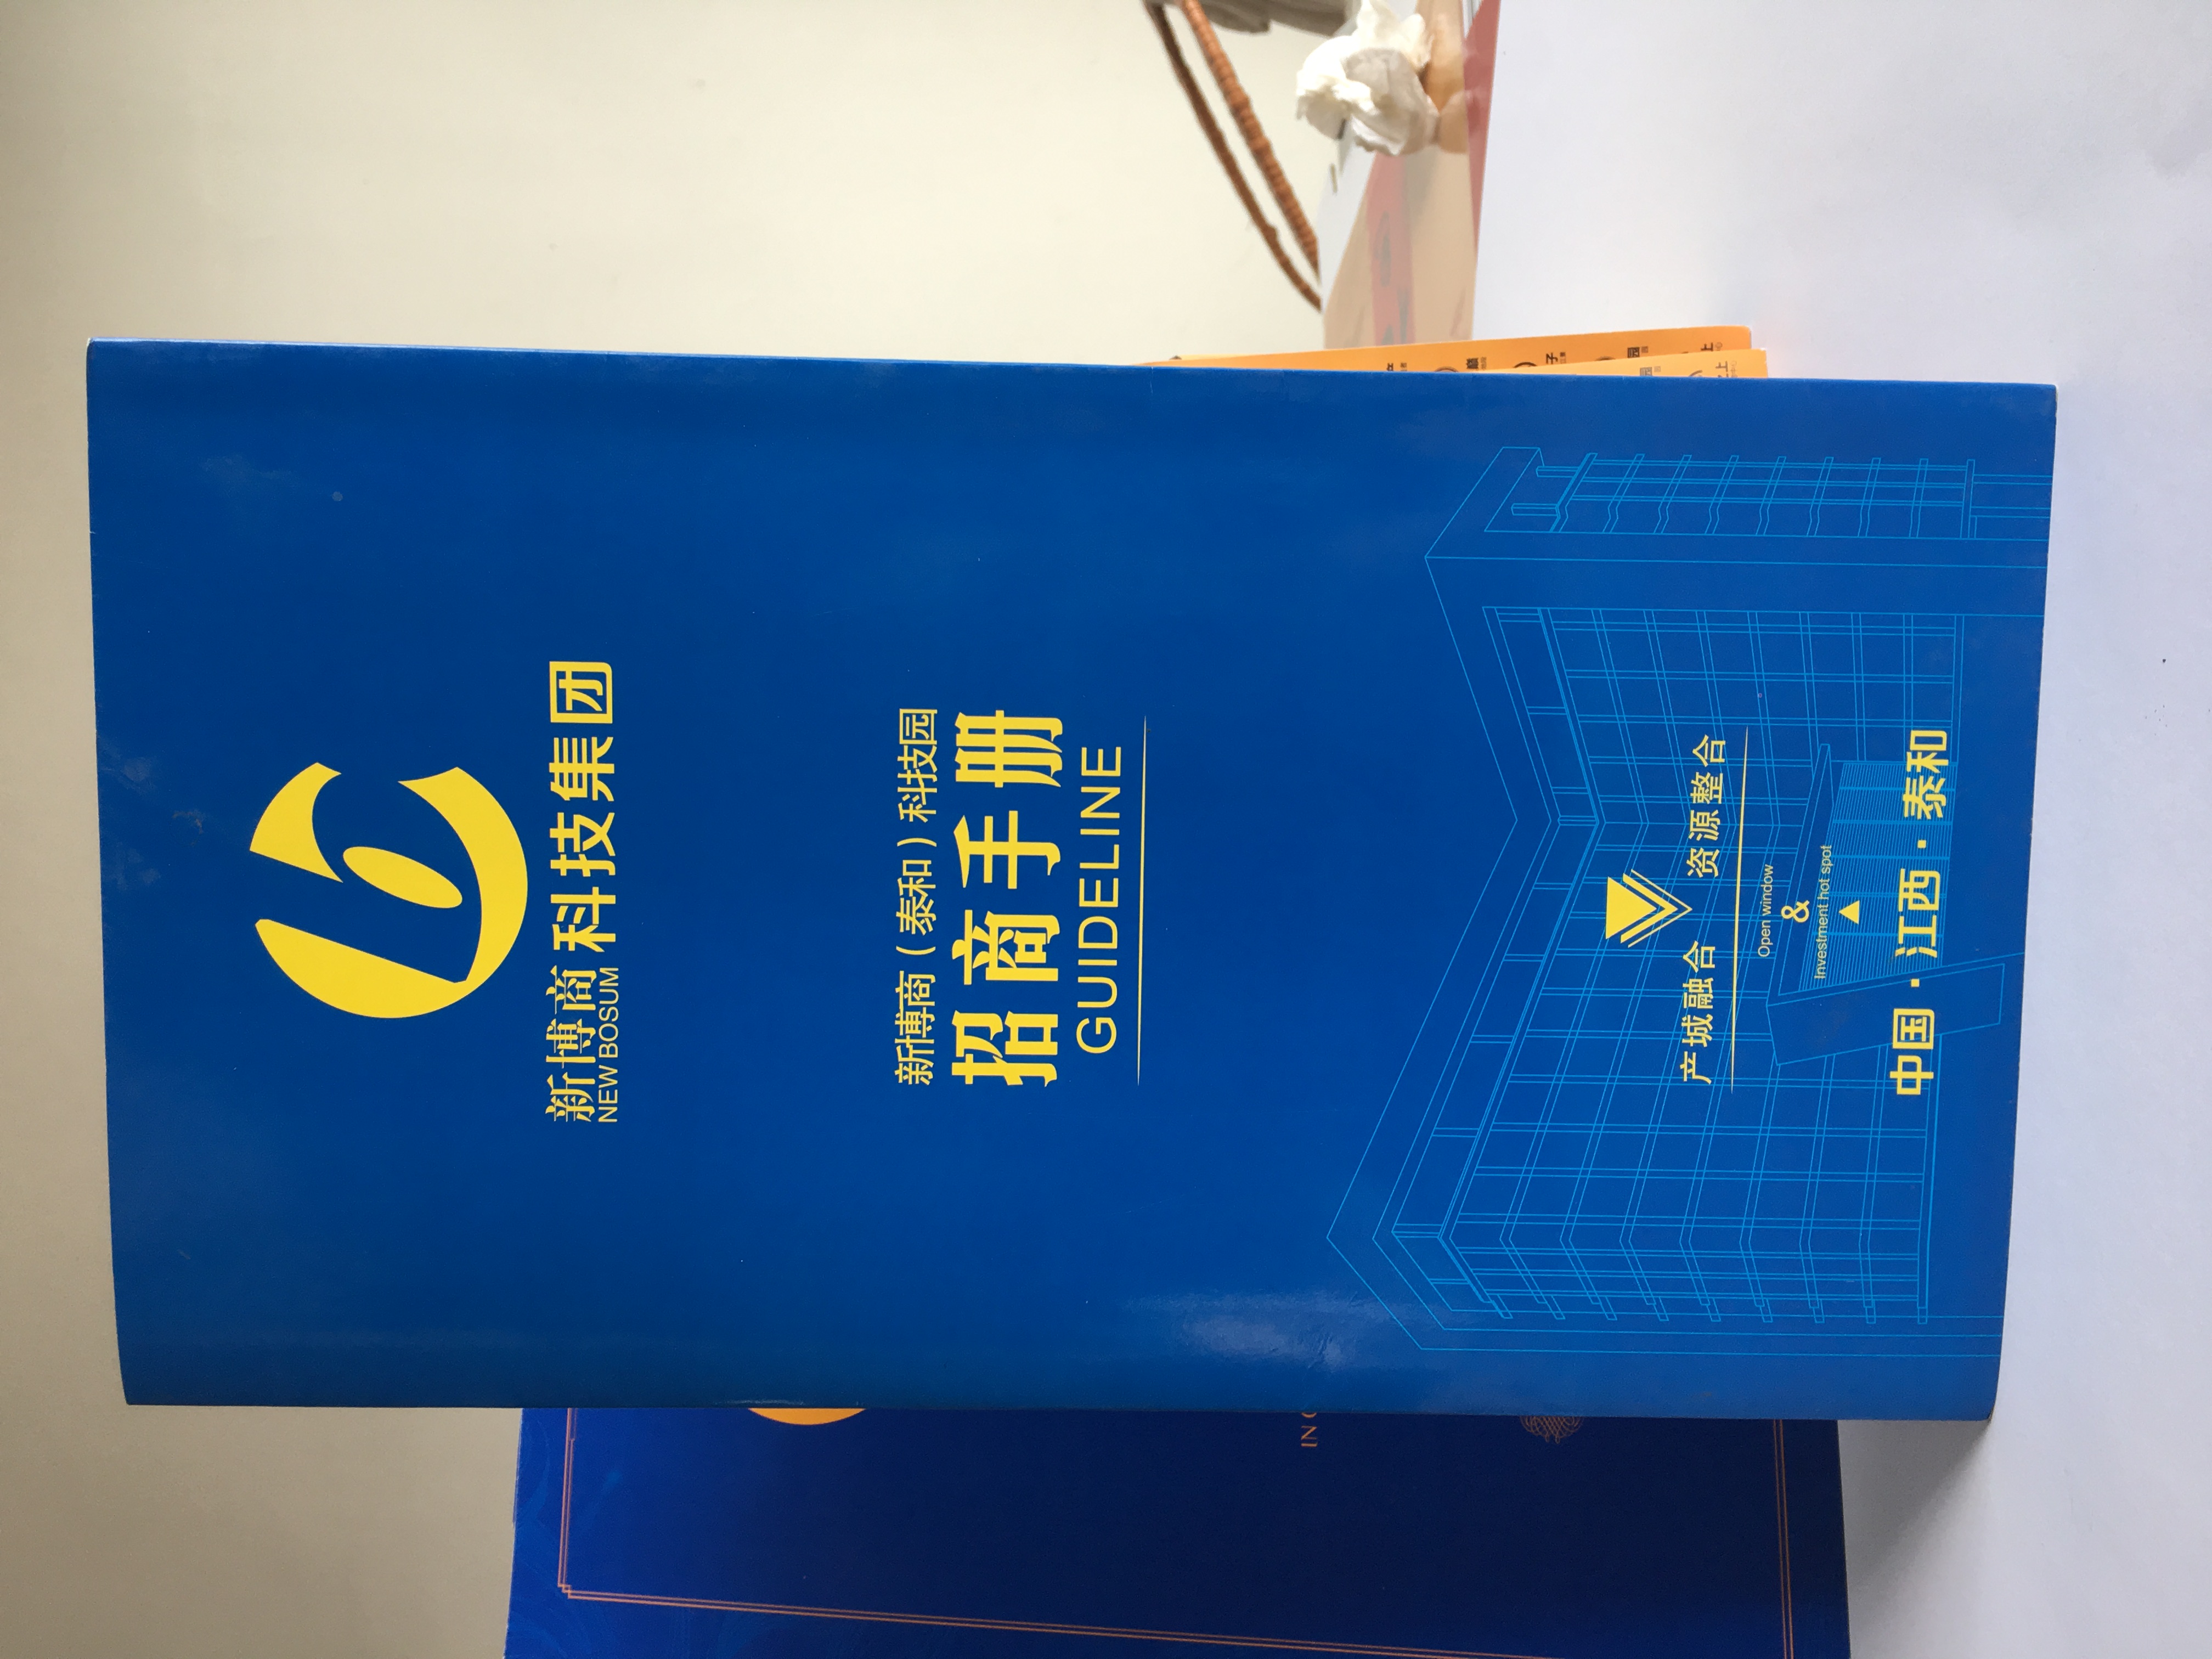 新博商 科技集团
NEW BOSUM
新博商（泰和）科技园
招商手册
GUIDELINE
产城融合 资源整合
Open window
&
Investment hot spot
中国·江西·泰和
IN